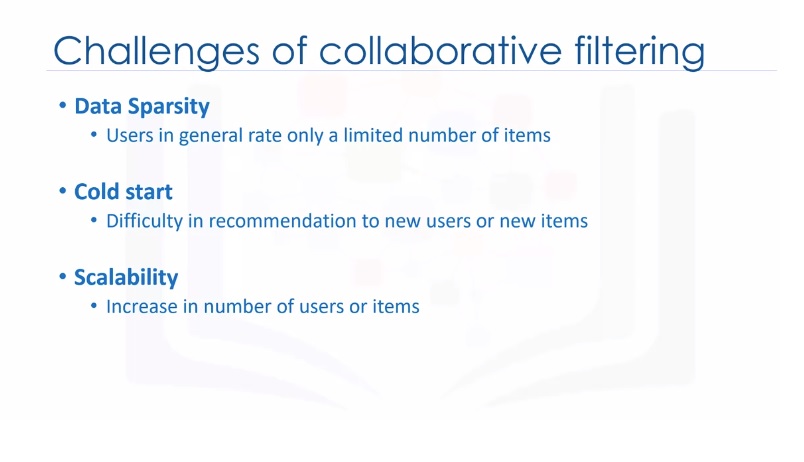 Challenges of collaborative filtering
• Data Sparsity
• Users in general rate only a limited number of items
• Cold start
• Difficulty in recommendation to new users or new items
• Scalability
• Increase in number of users or items